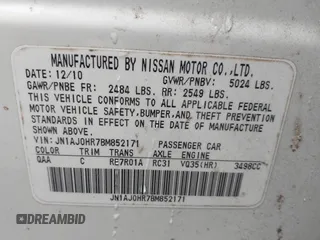 MANUFACTURED BY NISSAN MOTOR CO., LTD.
DATE: 12/10 GVWR/PNBV: 5024 LBS.
GAWR/PNBE FR: 2484 LBS. RR: 2549 LBS.
THIS VEHICLE CONFORMS TO ALL APPLICABLE FEDERAL
MOTOR VEHICLE SAFETY, BUMPER, AND THEFT
PREVENTION STANDARDS IN EFFECT ON THE DATE OF
MANUFACTURE SHOWN ABOVE.
VIN: JN1AJ0HR7BM852171 PASSENGER CAR
COLOR TRIM TRANS AXLE ENGINE
QAA C RE7R01A RC31 VQ35(HR) 3498CC
JN1AJ0HR7BM852171
AUTOBIDCAR